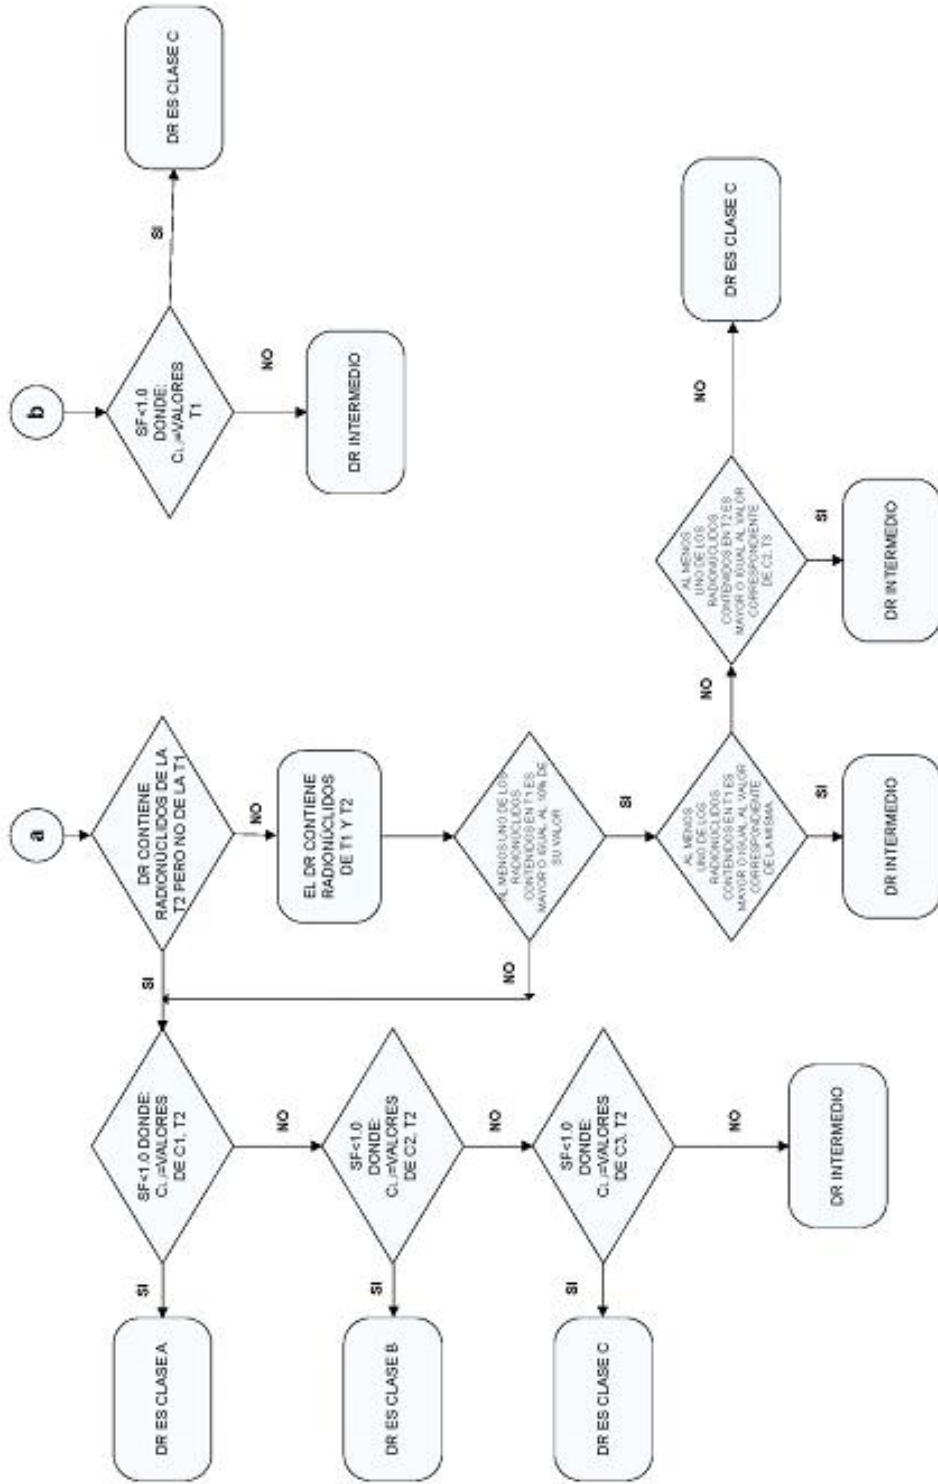 a
DR CONTIENE
RADIONÚCLIDOS DE LA
T2 PERO NO DE LA T1
SI
NO
SF<1.0 DONDE:
CL,i=VALORES
DE C1, T2
SI
DR ES CLASE A
NO
SF<1.0
DONDE:
CL,i=VALORES
DE C2, T2
SI
DR ES CLASE B
NO
SF<1.0
DONDE:
CL,i=VALORES
DE C3, T2
SI
DR ES CLASE C
NO
DR INTERMEDIO
EL DR CONTIENE
RADIONÚCLIDOS
DE T1 Y T2
AL MENOS UNO DE LOS
RADIONÚCLIDOS
CONTENIDOS EN T1 ES
MAYOR O IGUAL AL 10% DE
SU VALOR
NO
SI
AL MENOS
UNO DE LOS
RADIONÚCLIDOS
CONTENIDOS EN T1 ES
MAYOR O IGUAL AL VALOR
CORRESPONDIENTE
DE LA MISMA
SI
DR INTERMEDIO
NO
AL MENOS
UNO DE LOS
RADIONÚCLIDOS
CONTENIDOS EN T2 ES
MAYOR O IGUAL AL VALOR
CORRESPONDIENTE
DE C2, T3
SI
DR INTERMEDIO
NO
DR ES CLASE C
b
SF<1.0
DONDE:
CL,i=VALORES
T1
SI
DR ES CLASE C
NO
DR INTERMEDIO